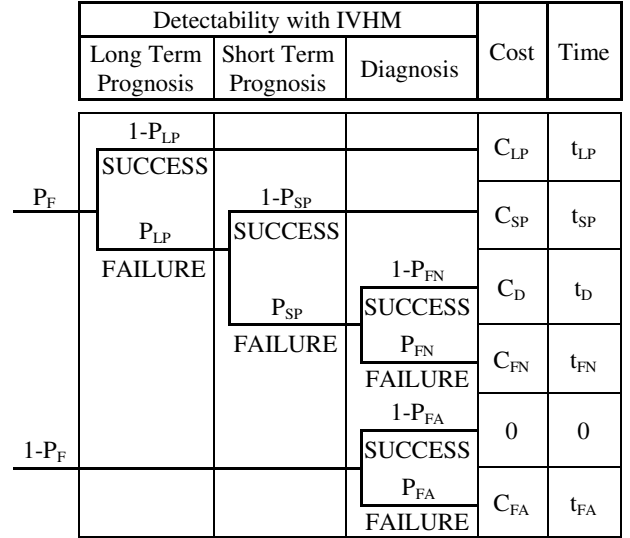 Detectability with IVHM
Cost
Time
Long Term
Prognosis
Short Term
Prognosis
Diagnosis
1-P_LP
SUCCESS
C_LP
t_LP
P_F
1-P_SP
P_LP
SUCCESS
C_SP
t_SP
FAILURE
1-P_FN
C_D
t_D
P_SP
SUCCESS
FAILURE
P_FN
C_FN
t_FN
FAILURE
1-P_FA
0
0
1-P_F
SUCCESS
P_FA
C_FA
t_FA
FAILURE